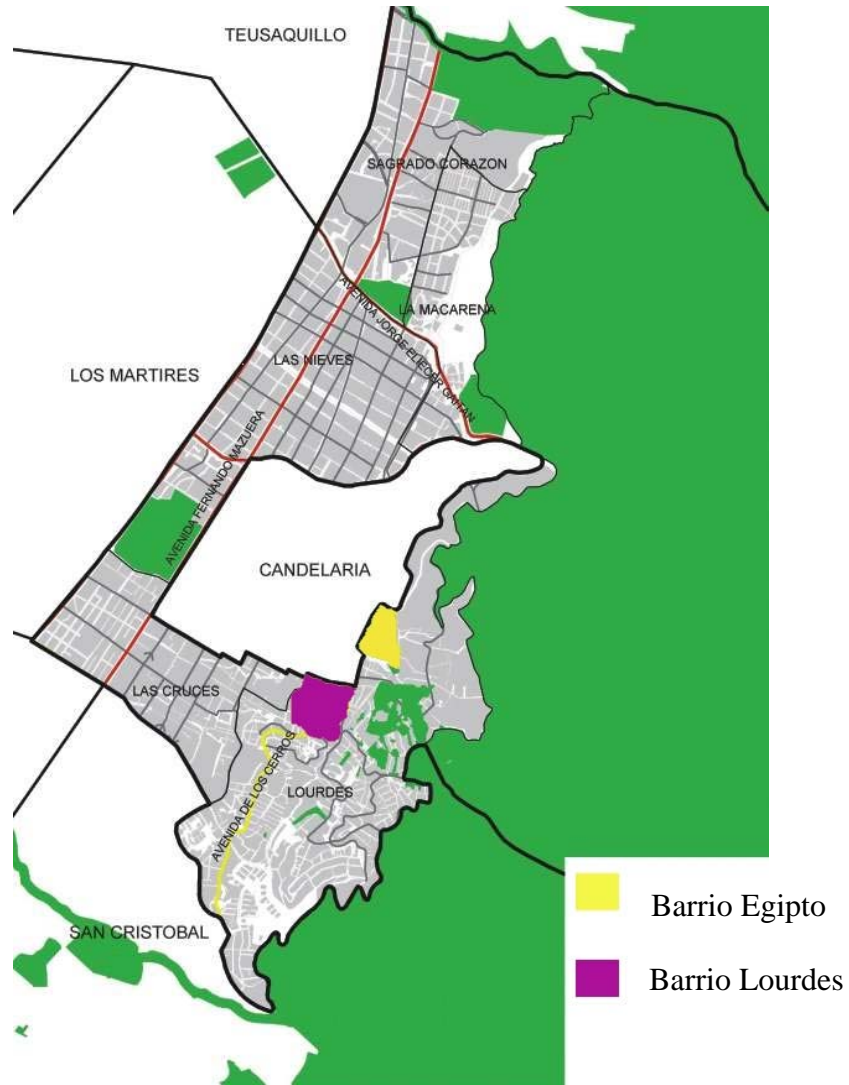 TEUSAQUILLO
SAGRADO CORAZON
LA MACARENA
AVENIDA JORGE ELIECER GAITAN
LAS NIEVES
LOS MARTIRES
AVENIDA FERNANDO MAZUERA
CANDELARIA
LAS CRUCES
AVENIDA DE LOS CERROS
LOURDES
SAN CRISTOBAL
Barrio Egipto
Barrio Lourdes